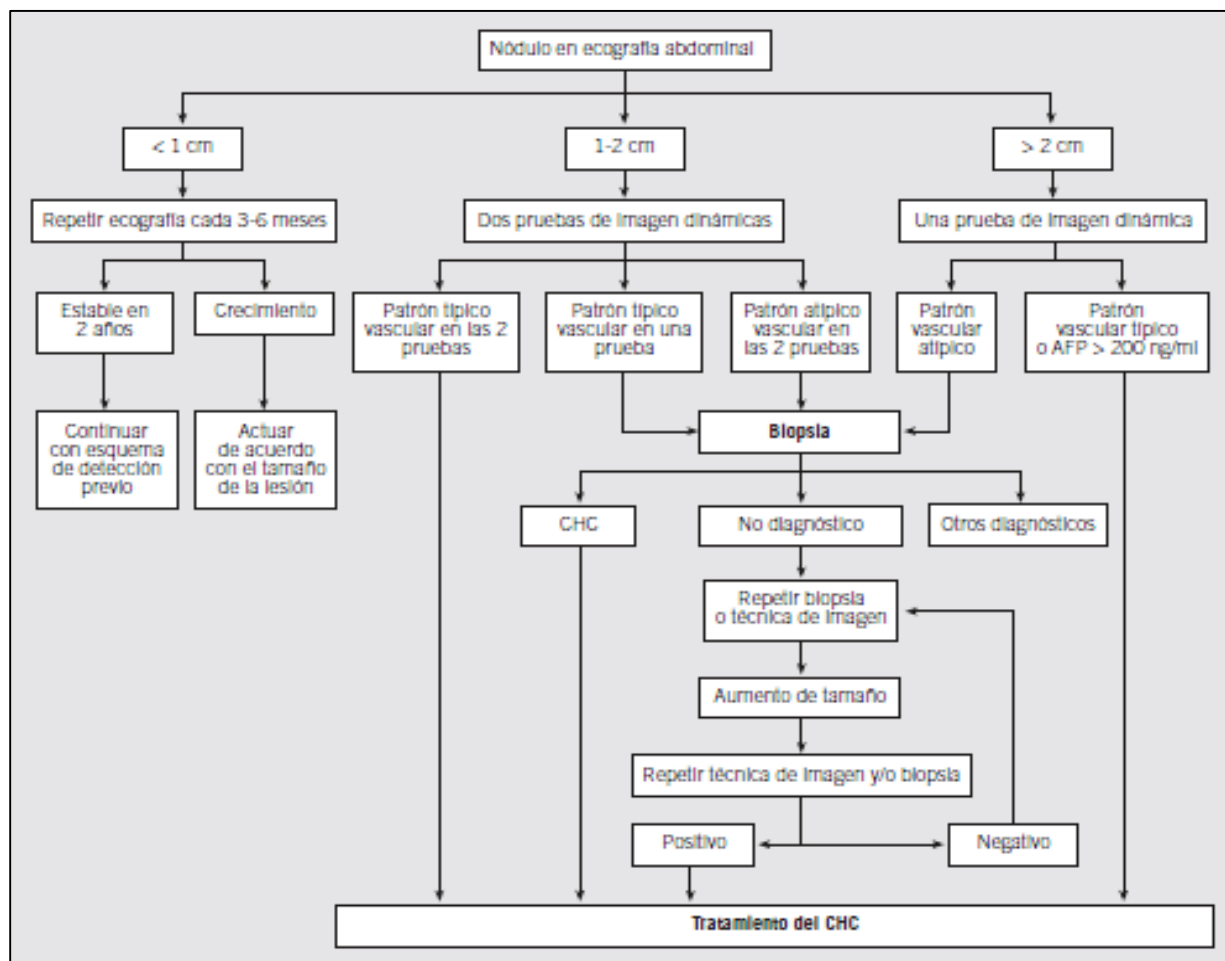 Nódulo en ecografía abdominal
< 1 cm
1-2 cm
> 2 cm
Repetir ecografía cada 3-6 meses
Dos pruebas de imagen dinámicas
Una prueba de imagen dinámica
Estable en
2 años
Crecimiento
Patrón típico
vascular en las 2
pruebas
Patrón típico
vascular en una
prueba
Patrón atípico
vascular en
las 2 pruebas
Patrón
vascular
atípico
Patrón
vascular típico
o AFP > 200 ng/ml
Continuar
con esquema
de detección
previo
Actuar
de acuerdo
con el tamaño
de la lesión
Biopsia
CHC
No diagnóstico
Otros diagnósticos
Repetir biopsia
o técnica de imagen
Aumento de tamaño
Repetir técnica de imagen y/o biopsia
Positivo
Negativo
Tratamiento del CHC